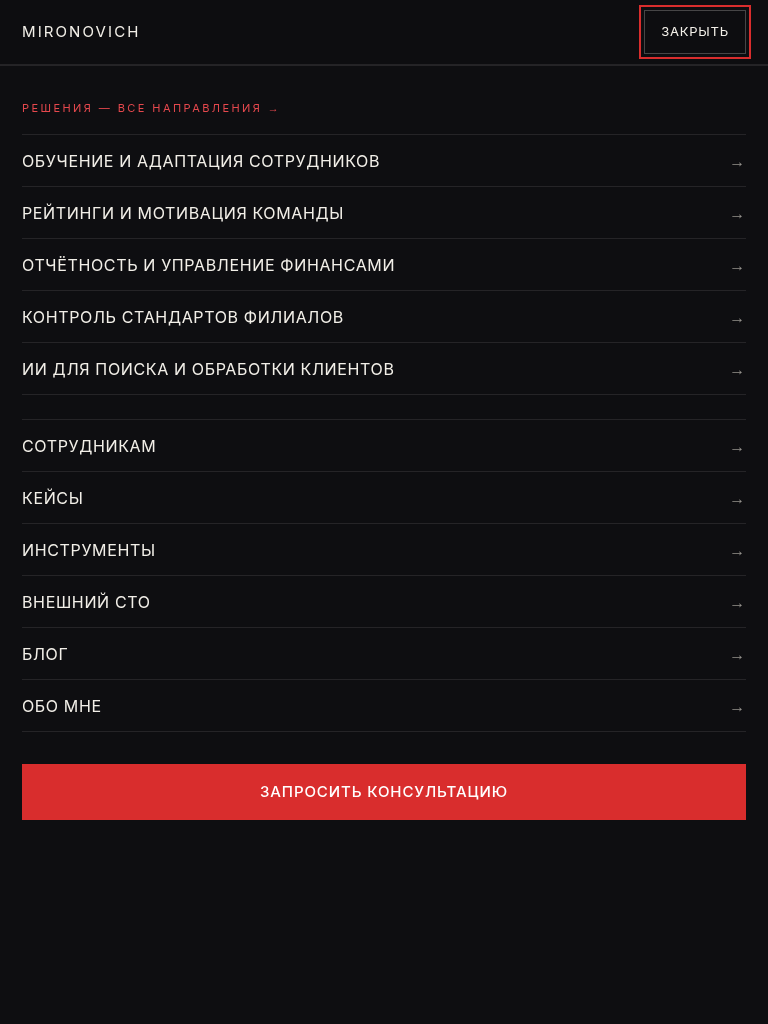 MIRONOVICH
ЗАКРЫТЬ
РЕШЕНИЯ — ВСЕ НАПРАВЛЕНИЯ →
ОБУЧЕНИЕ И АДАПТАЦИЯ СОТРУДНИКОВ →
РЕЙТИНГИ И МОТИВАЦИЯ КОМАНДЫ →
ОТЧЁТНОСТЬ И УПРАВЛЕНИЕ ФИНАНСАМИ →
КОНТРОЛЬ СТАНДАРТОВ ФИЛИАЛОВ →
ИИ ДЛЯ ПОИСКА И ОБРАБОТКИ КЛИЕНТОВ →
СОТРУДНИКАМ →
КЕЙСЫ →
ИНСТРУМЕНТЫ →
ВНЕШНИЙ СТО →
БЛОГ →
ОБО МНЕ →
ЗАПРОСИТЬ КОНСУЛЬТАЦИЮ